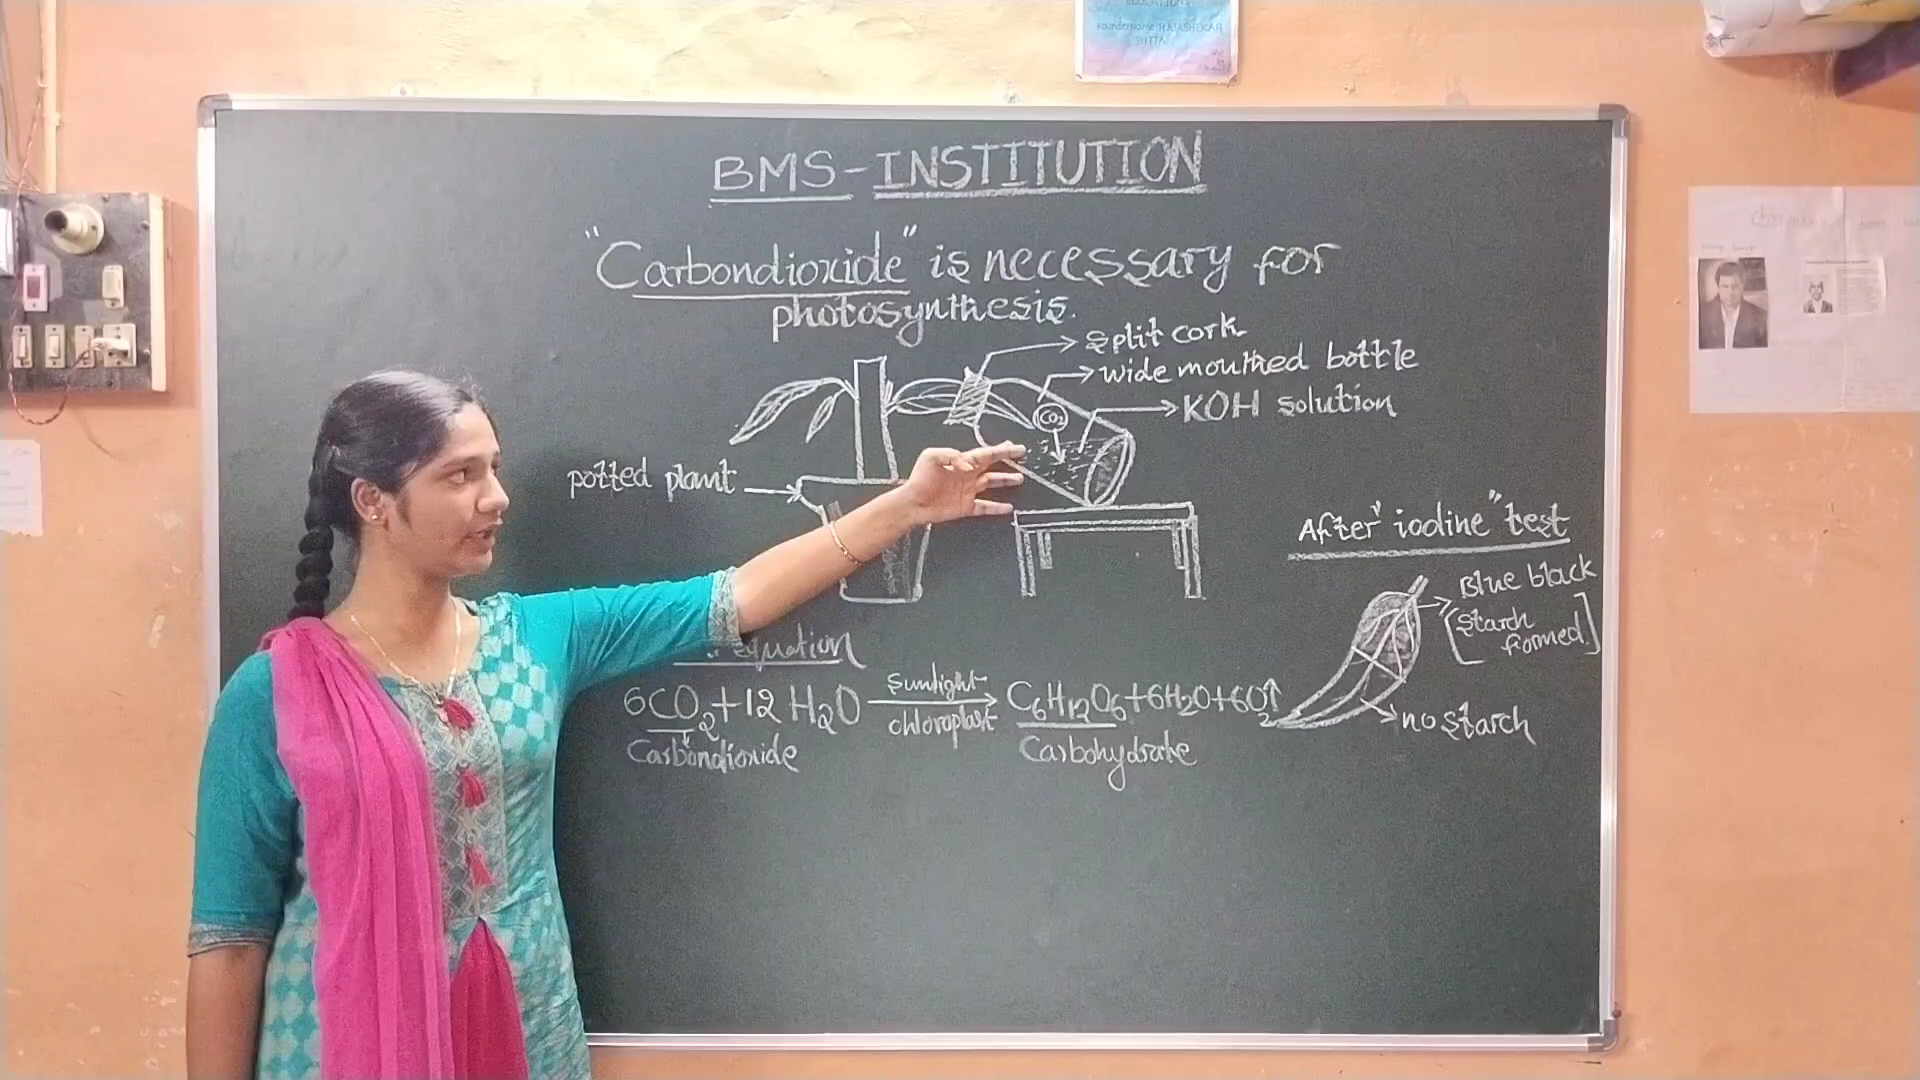 BMS-INSTITUTION
"Carbondioxide" is necessary for
photosynthesis.
split cork
wide mouthed bottle
CO2
KOH solution
potted plant
After "iodine" test
Blue black
[starch
formed]
no starch
equation
6CO2+12 H2O sunlight chloroplast C6H12O6+6H2O+6O2↑
Carbondioxide
Carbohydrate